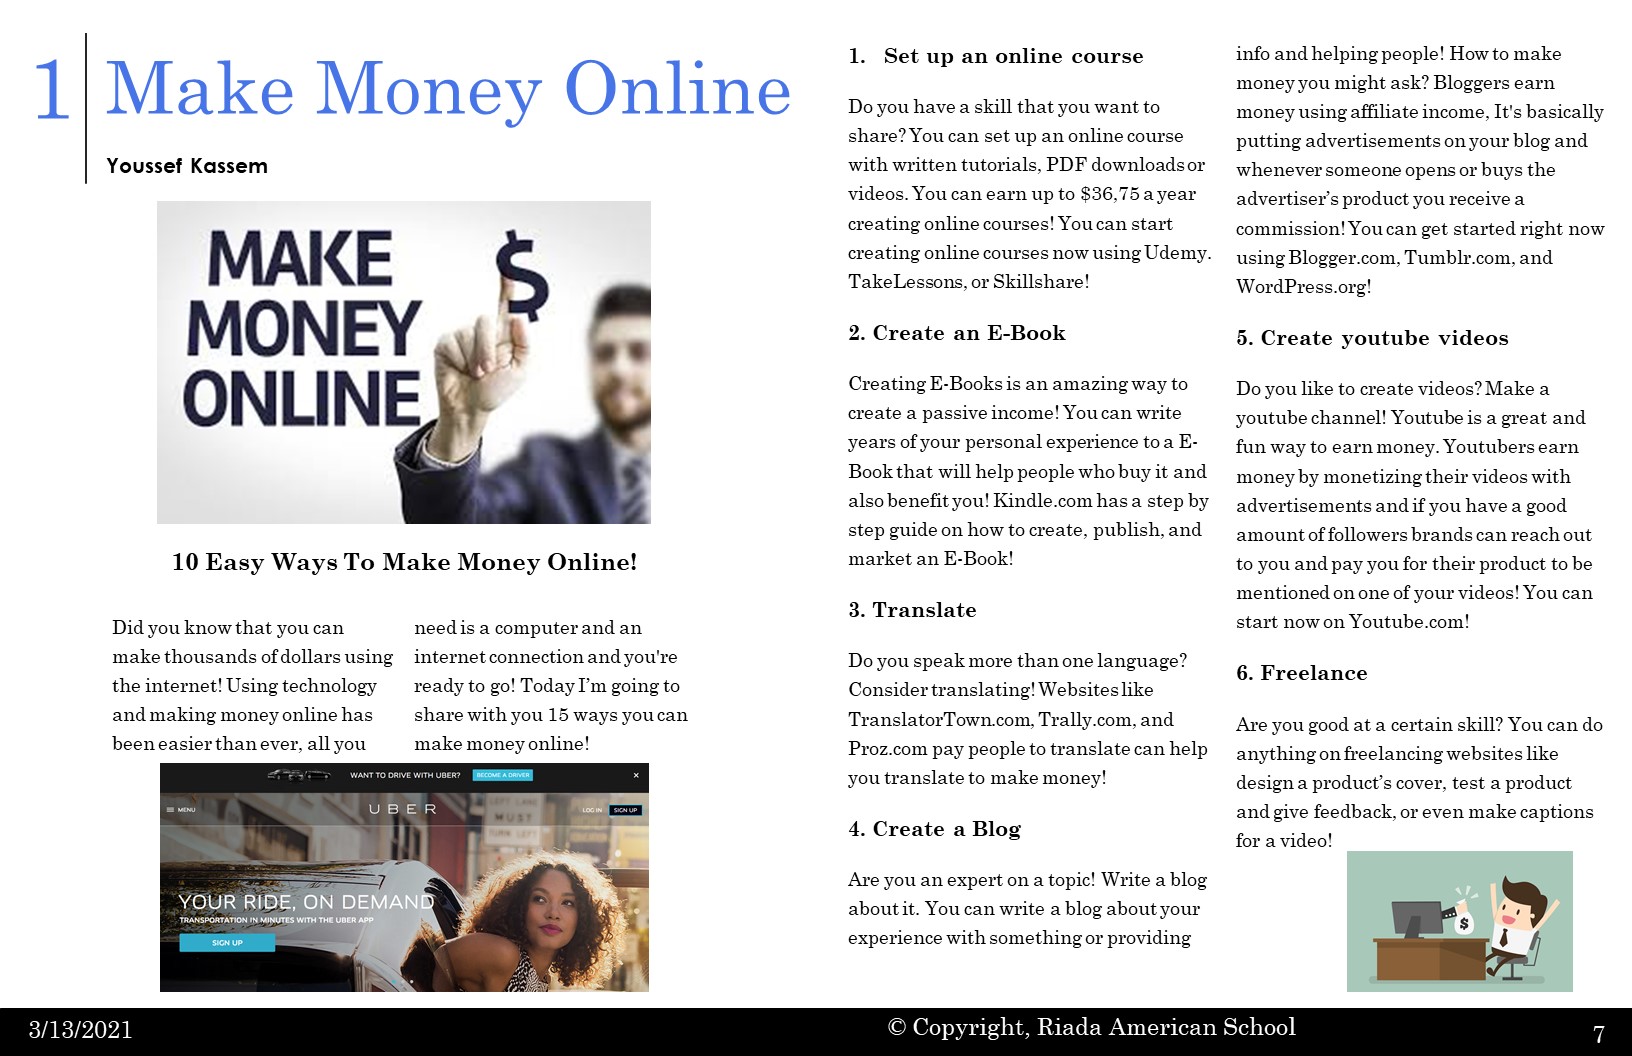 1
Make Money Online
Youssef Kassem
MAKE
MONEY
ONLINE
$
10 Easy Ways To Make Money Online!
Did you know that you can
make thousands of dollars using
the internet! Using technology
and making money online has
been easier than ever, all you
need is a computer and an
internet connection and you're
ready to go! Today I’m going to
share with you 15 ways you can
make money online!
WANT TO DRIVE WITH UBER? BECOME A DRIVER ×
MENU UBER LOG IN SIGN UP
LEFT LANE
MUST
TURN LEFT
YOUR RIDE, ON DEMAND
TRANSPORTATION IN MINUTES WITH THE UBER APP
SIGN UP
1. Set up an online course
Do you have a skill that you want to
share? You can set up an online course
with written tutorials, PDF downloads or
videos. You can earn up to $36,75 a year
creating online courses! You can start
creating online courses now using Udemy.
TakeLessons, or Skillshare!
2. Create an E-Book
Creating E-Books is an amazing way to
create a passive income! You can write
years of your personal experience to a E-
Book that will help people who buy it and
also benefit you! Kindle.com has a step by
step guide on how to create, publish, and
market an E-Book!
3. Translate
Do you speak more than one language?
Consider translating! Websites like
TranslatorTown.com, Trally.com, and
Proz.com pay people to translate can help
you translate to make money!
4. Create a Blog
Are you an expert on a topic! Write a blog
about it. You can write a blog about your
experience with something or providing
info and helping people! How to make
money you might ask? Bloggers earn
money using affiliate income, It's basically
putting advertisements on your blog and
whenever someone opens or buys the
advertiser’s product you receive a
commission! You can get started right now
using Blogger.com, Tumblr.com, and
WordPress.org!
5. Create youtube videos
Do you like to create videos? Make a
youtube channel! Youtube is a great and
fun way to earn money. Youtubers earn
money by monetizing their videos with
advertisements and if you have a good
amount of followers brands can reach out
to you and pay you for their product to be
mentioned on one of your videos! You can
start now on Youtube.com!
6. Freelance
Are you good at a certain skill? You can do
anything on freelancing websites like
design a product’s cover, test a product
and give feedback, or even make captions
for a video!
$
3/13/2021
© Copyright, Riada American School
7